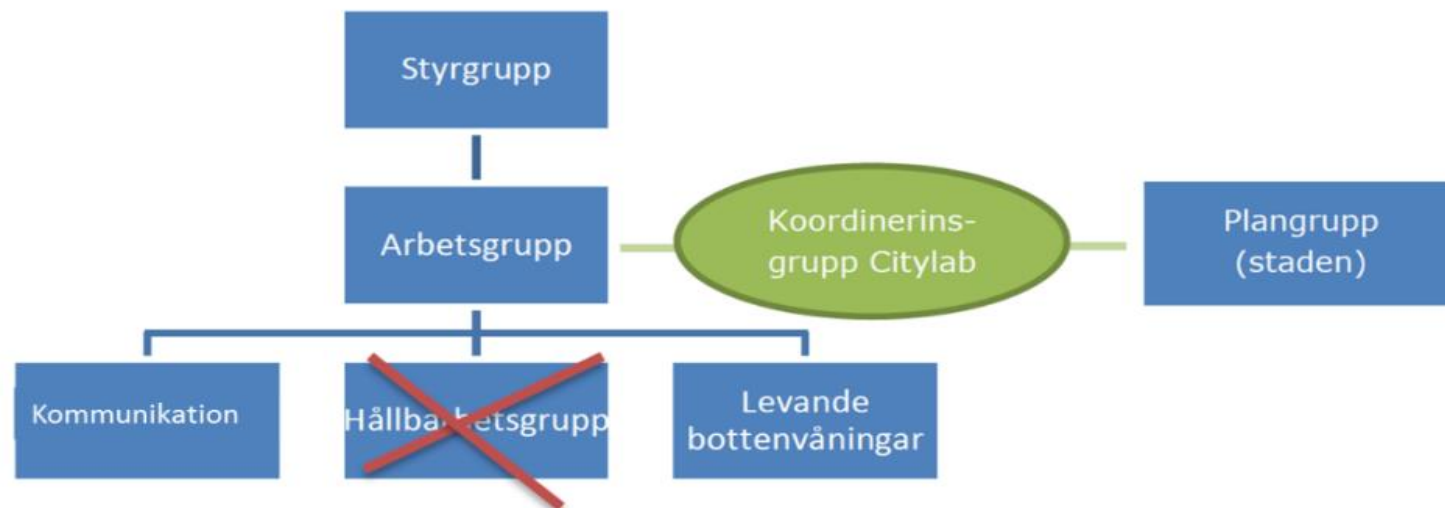 Styrgrupp
Arbetsgrupp
Koordinerins-
grupp Citylab
Plangrupp
(staden)
Kommunikation
Hållbarhetsgrupp
Levande
bottenvåningar